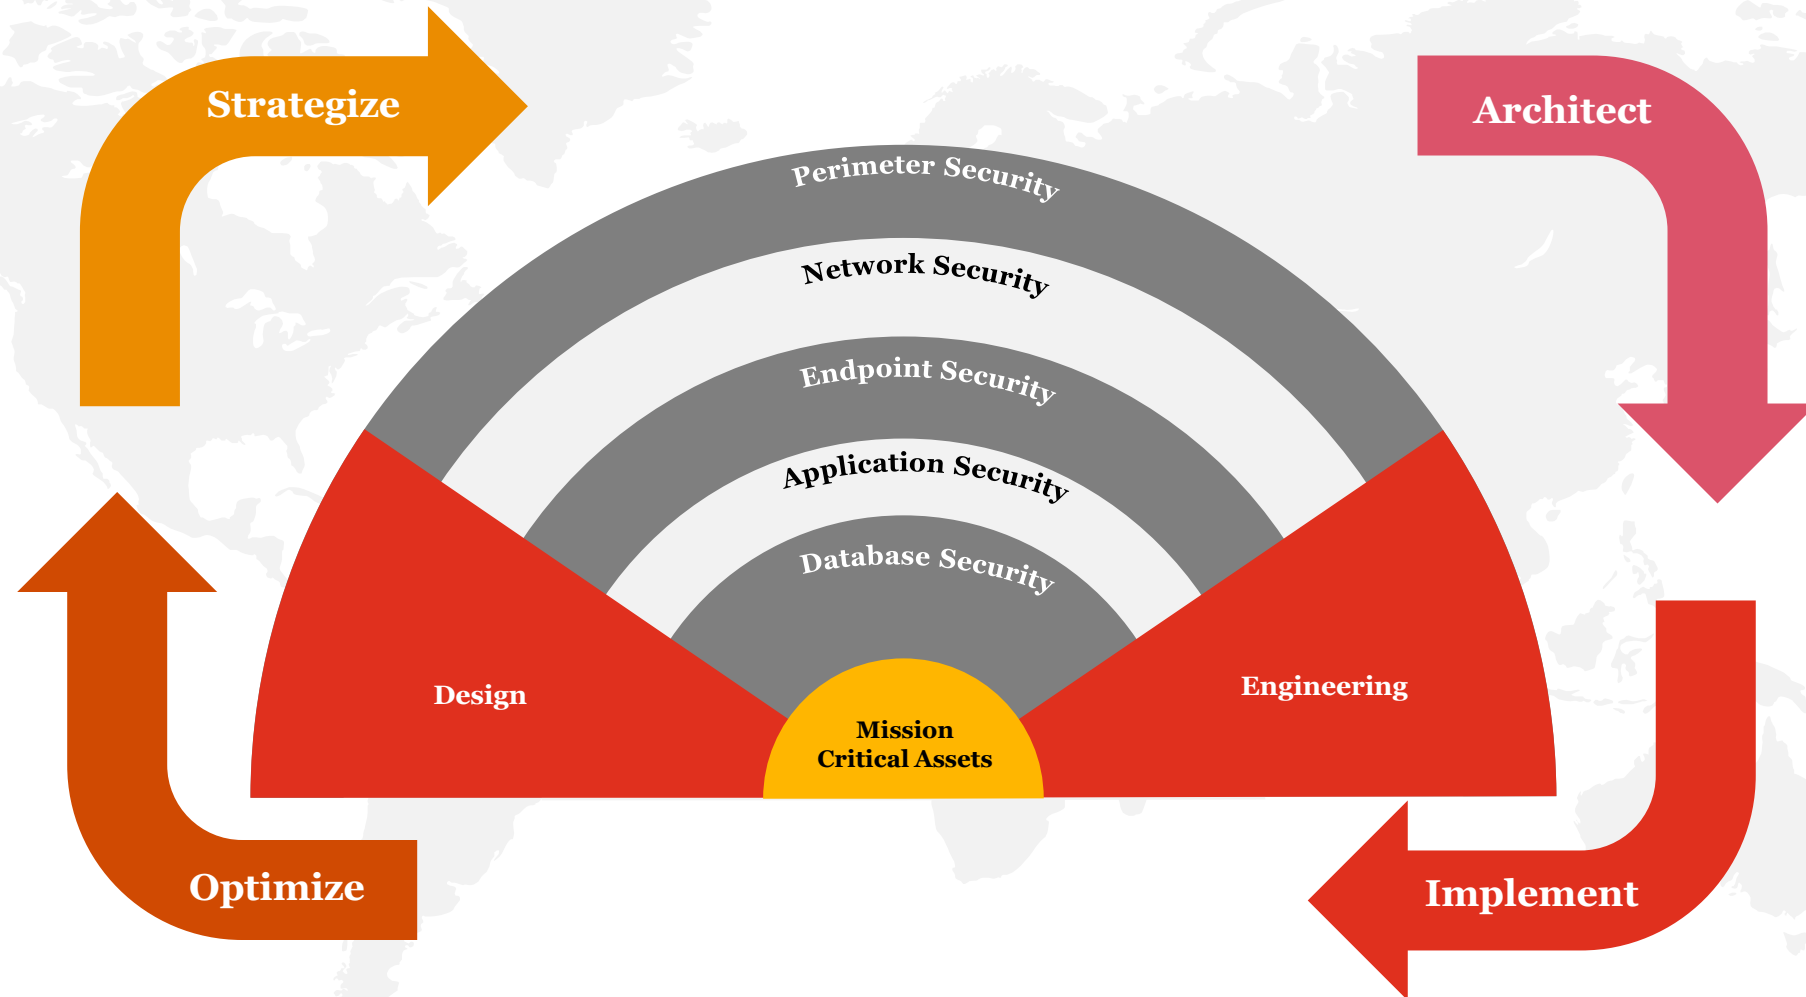 Strategize
Architect
Perimeter Security
Network Security
Endpoint Security
Application Security
Database Security
Design
Engineering
Mission
Critical Assets
Optimize
Implement